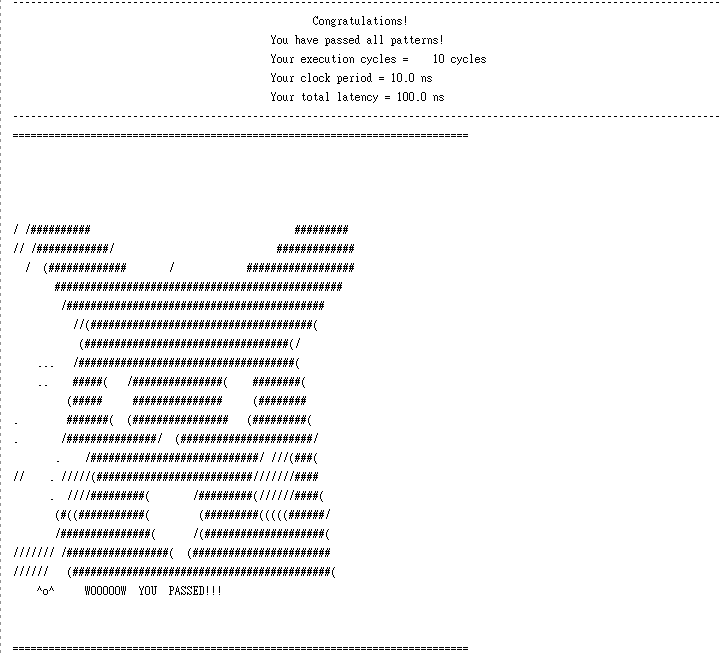 Congratulations!
You have passed all patterns!
Your execution cycles = 10 cycles
Your clock period = 10.0 ns
Your total latency = 100.0 ns
^o^ WOOOOOW YOU PASSED!!!